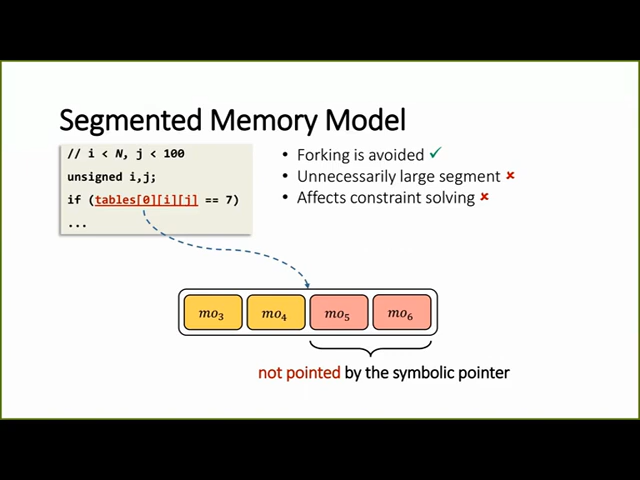 Segmented Memory Model
// i < N, j < 100
unsigned i,j;
if (tables[0][i][j] == 7)
...
• Forking is avoided ✓
• Unnecessarily large segment ✘
• Affects constraint solving ✘
mo₃ mo₄ mo₅ mo₆
not pointed by the symbolic pointer